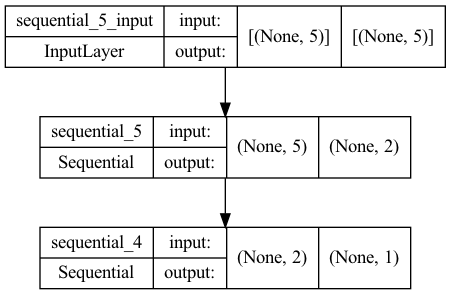 sequential_5_input input: [(None, 5)] [(None, 5)]
InputLayer output:
sequential_5 input: (None, 5) (None, 2)
Sequential output:
sequential_4 input: (None, 2) (None, 1)
Sequential output: